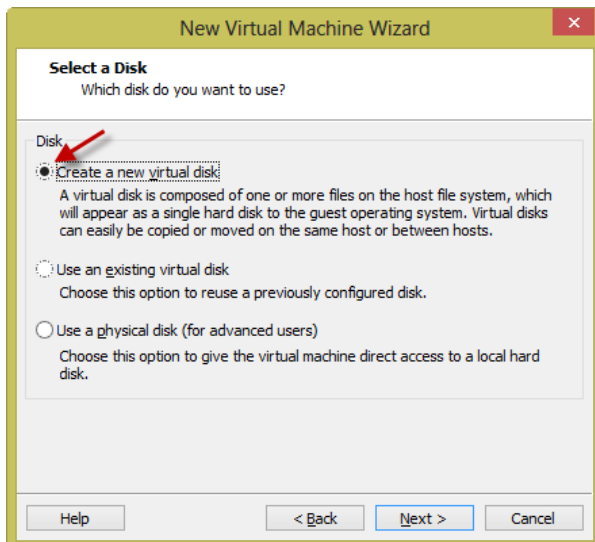 New Virtual Machine Wizard
Select a Disk
Which disk do you want to use?
Disk
Create a new virtual disk
A virtual disk is composed of one or more files on the host file system, which
will appear as a single hard disk to the guest operating system. Virtual disks
can easily be copied or moved on the same host or between hosts.
Use an existing virtual disk
Choose this option to reuse a previously configured disk.
Use a physical disk (for advanced users)
Choose this option to give the virtual machine direct access to a local hard
disk.
Help
< Back
Next >
Cancel